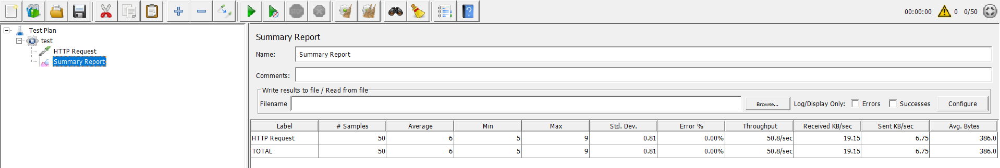 00:00:00 0 0/50
Test Plan
test
HTTP Request
Summary Report
Summary Report
Name: Summary Report
Comments:
Write results to file / Read from file
Filename Browse... Log/Display Only: Errors Successes Configure
Label # Samples Average Min Max Std. Dev. Error % Throughput Received KB/sec Sent KB/sec Avg. Bytes
HTTP Request 50 6 5 9 0.81 0.00% 50.8/sec 19.15 6.75 386.0
TOTAL 50 6 5 9 0.81 0.00% 50.8/sec 19.15 6.75 386.0